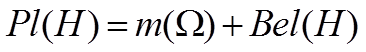 Pl(H) = m(Ω) + Bel(H)